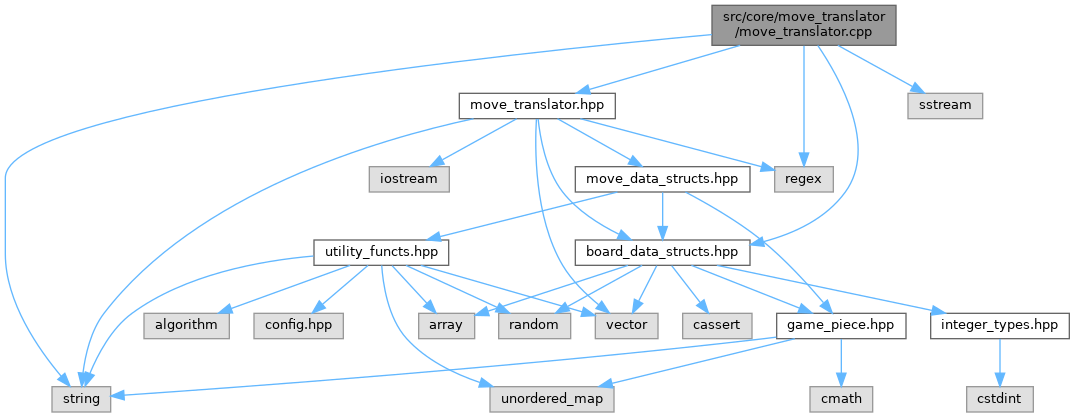 src/core/move_translator
/move_translator.cpp
move_translator.hpp
sstream
iostream
move_data_structs.hpp
regex
utility_functs.hpp
board_data_structs.hpp
algorithm
config.hpp
array
random
vector
cassert
game_piece.hpp
integer_types.hpp
string
unordered_map
cmath
cstdint